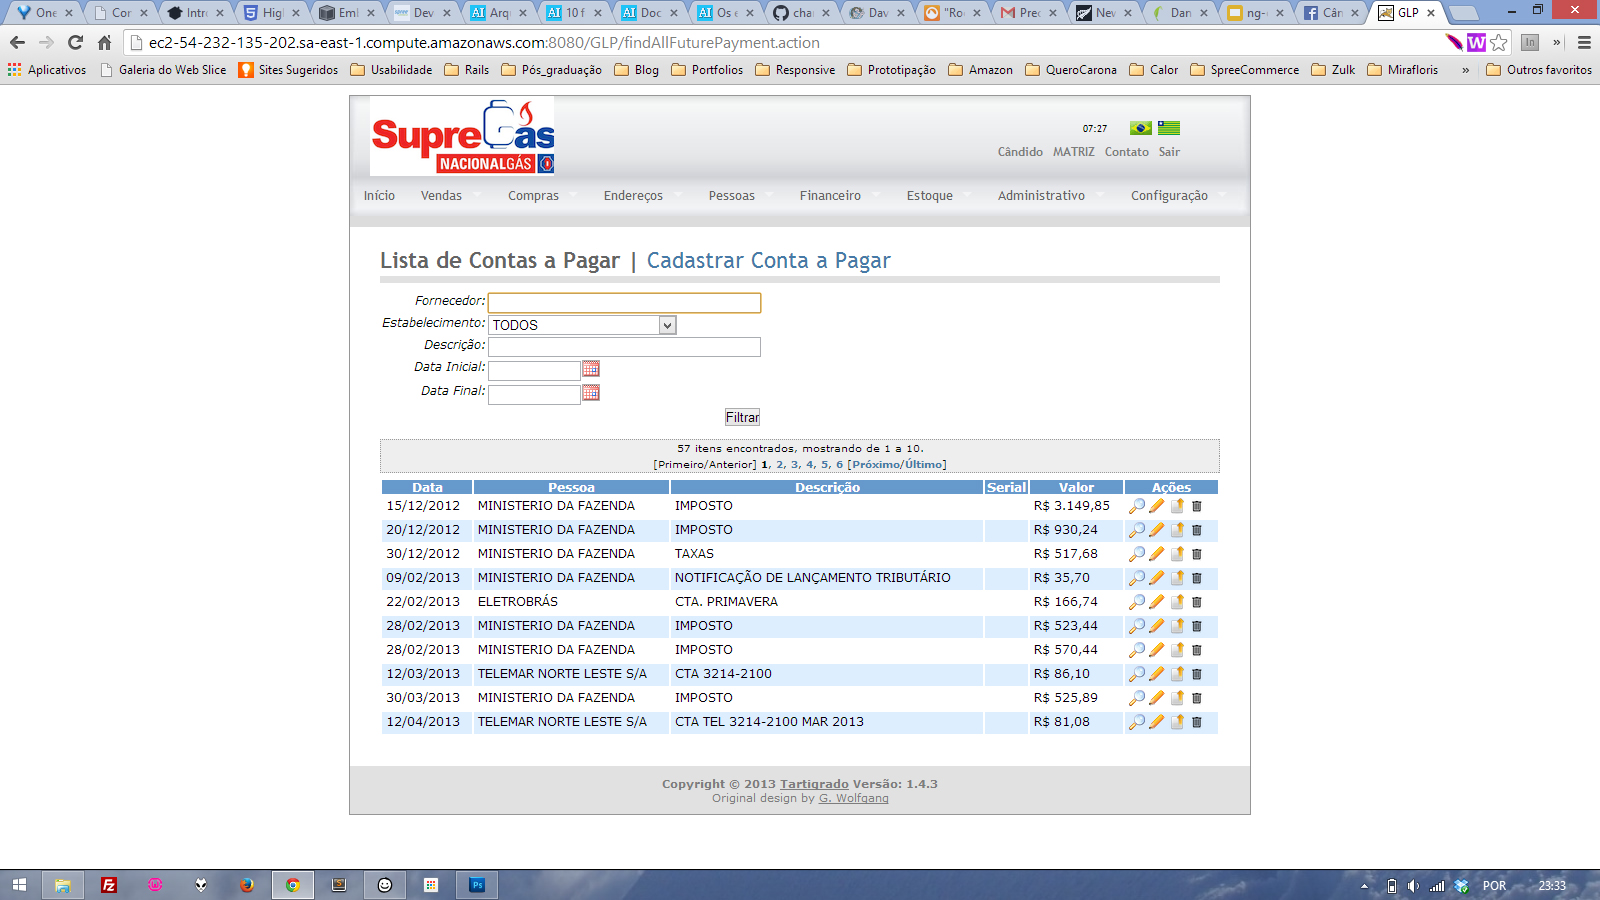 One
Cor
Intro
High
Emb
Dev
Arq
10 f
Doc
Os e
cha
Dav
"Ro
Prec
Nev
Dan
ng-
Cân
GLP
ec2-54-232-135-202.sa-east-1.compute.amazonaws.com:8080/GLP/findAllFuturePayment.action
Aplicativos Galeria do Web Slice Sites Sugeridos Usabilidade Rails Pós_graduação Blog Portfolios Responsive Prototipação Amazon QueroCarona Calor SpreeCommerce Zulk Mirafloris » Outros favoritos
SupreGas
NACIONALGÁS
07:27
Cândido MATRIZ Contato Sair
Início Vendas Compras Endereços Pessoas Financeiro Estoque Administrativo Configuração
Lista de Contas a Pagar | Cadastrar Conta a Pagar
Fornecedor:
Estabelecimento: TODOS
Descrição:
Data Inicial:
Data Final:
Filtrar
57 itens encontrados, mostrando de 1 a 10.
[Primeiro/Anterior] 1, 2, 3, 4, 5, 6 [Próximo/Último]
Data Pessoa Descrição Serial Valor Ações
15/12/2012 MINISTERIO DA FAZENDA IMPOSTO R$ 3.149,85
20/12/2012 MINISTERIO DA FAZENDA IMPOSTO R$ 930,24
30/12/2012 MINISTERIO DA FAZENDA TAXAS R$ 517,68
09/02/2013 MINISTERIO DA FAZENDA NOTIFICAÇÃO DE LANÇAMENTO TRIBUTÁRIO R$ 35,70
22/02/2013 ELETROBRÁS CTA. PRIMAVERA R$ 166,74
28/02/2013 MINISTERIO DA FAZENDA IMPOSTO R$ 523,44
28/02/2013 MINISTERIO DA FAZENDA IMPOSTO R$ 570,44
12/03/2013 TELEMAR NORTE LESTE S/A CTA 3214-2100 R$ 86,10
30/03/2013 MINISTERIO DA FAZENDA IMPOSTO R$ 525,89
12/04/2013 TELEMAR NORTE LESTE S/A CTA TEL 3214-2100 MAR 2013 R$ 81,08
Copyright © 2013 Tartigrado Versão: 1.4.3
Original design by G. Wolfgang
POR 23:33